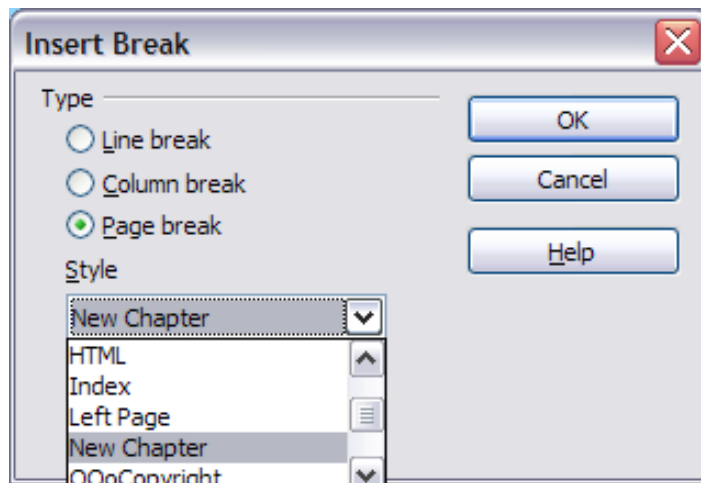 Insert Break
Type
Line break
Column break
Page break
Style
New Chapter
HTML
Index
Left Page
New Chapter
OOoCopyright
OK
Cancel
Help